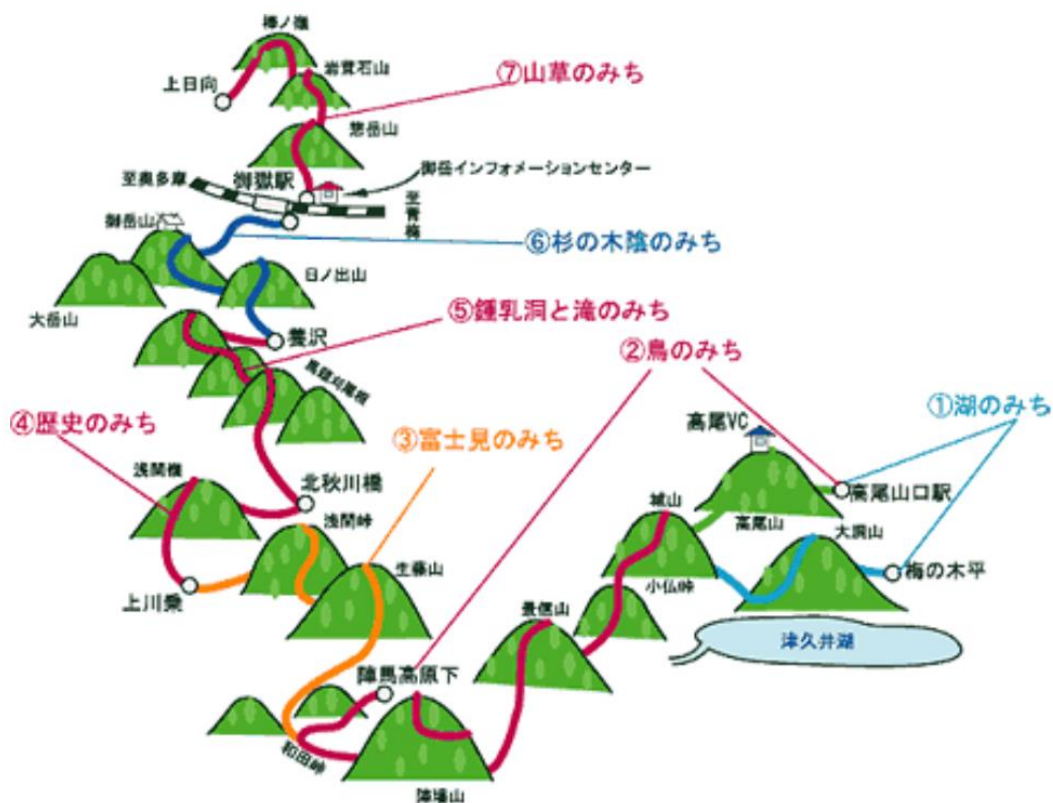 棒ノ嶺
岩茸石山
上日向
⑦山草のみち
惣岳山
御岳インフォメーションセンター
至奥多摩
御嶽駅
至青梅
御岳山
⑥杉の木陰のみち
日ノ出山
大岳山
⑤鍾乳洞と滝のみち
養沢
②鳥のみち
馬頭刈尾根
①湖のみち
④歴史のみち
高尾VC
③富士見のみち
浅間嶺
北秋川橋
城山
高尾山口駅
浅間峠
高尾山
大洞山
生藤山
小仏峠
梅の木平
上川乗
景信山
津久井湖
陣馬高原下
和田峠
陣場山